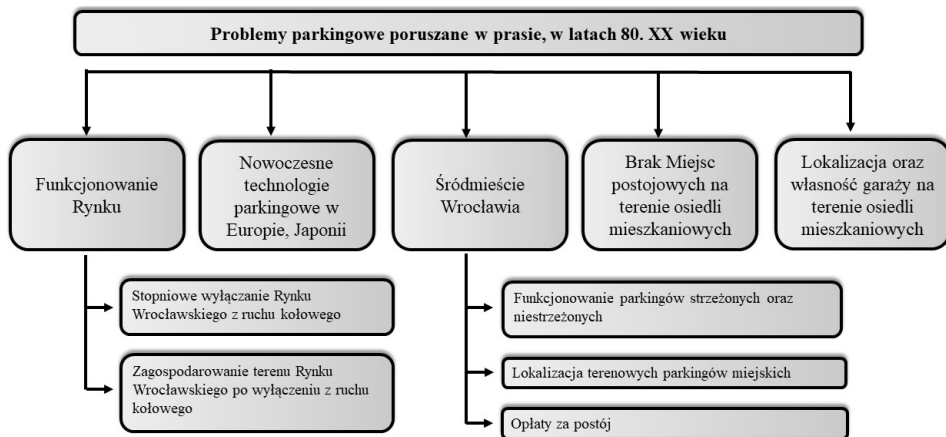 Problemy parkingowe poruszane w prasie, w latach 80. XX wieku
Funkcjonowanie
Rynku
Nowoczesne
technologie
parkingowe w
Europie, Japonii
Śródmieście
Wrocławia
Brak Miejsc
postojowych na
terenie osiedli
mieszkaniowych
Lokalizacja oraz
własność garaży na
terenie osiedli
mieszkaniowych
Stopniowe wyłączanie Rynku
Wrocławskiego z ruchu kołowego
Zagospodarowanie terenu Rynku
Wrocławskiego po wyłączeniu z ruchu
kołowego
Funkcjonowanie parkingów strzeżonych oraz
niestrzeżonych
Lokalizacja terenowych parkingów miejskich
Opłaty za postój